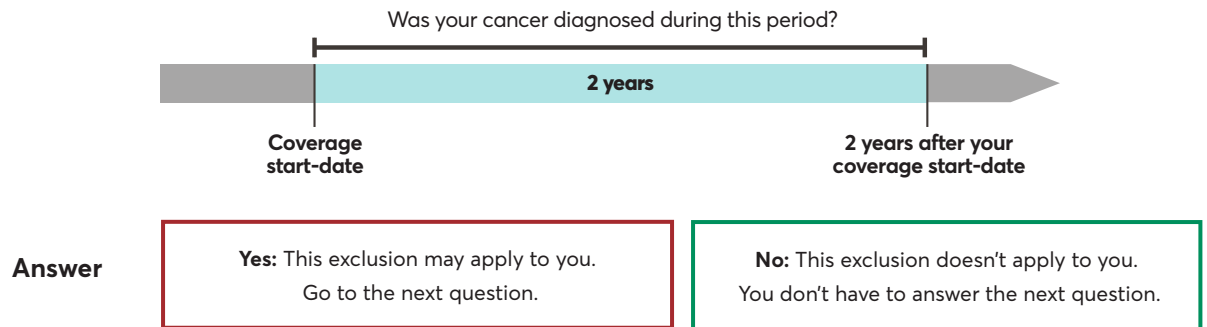 Was your cancer diagnosed during this period?
2 years
Coverage
start-date
2 years after your
coverage start-date
Answer
Yes: This exclusion may apply to you.
Go to the next question.
No: This exclusion doesn't apply to you.
You don't have to answer the next question.